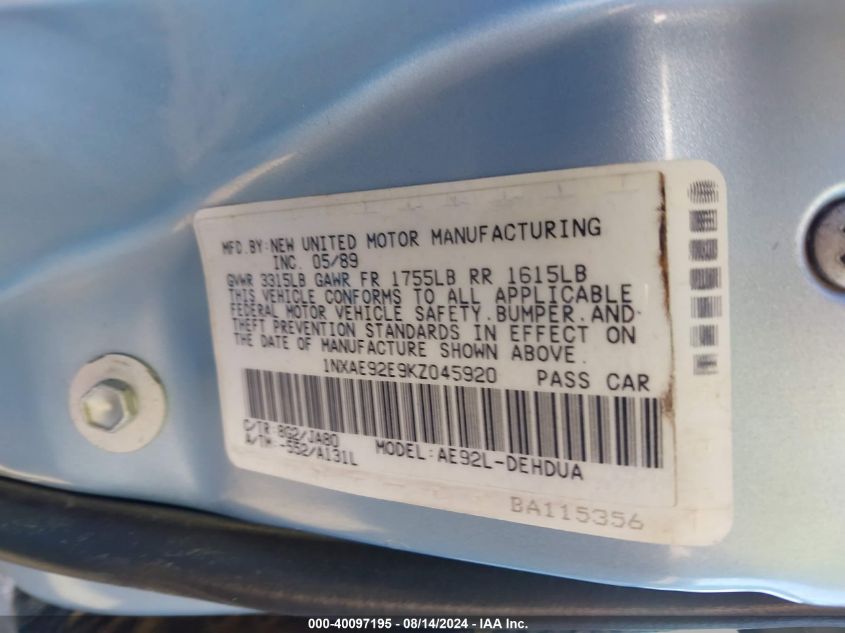 MFD.BY:NEW UNITED MOTOR MANUFACTURING
INC. 05/89
GVWR 3315LB GAWR FR 1755LB RR 1615LB
THIS VEHICLE CONFORMS TO ALL APPLICABLE
FEDERAL MOTOR VEHICLE SAFETY.BUMPER.AND
THEFT PREVENTION STANDARDS IN EFFECT ON
THE DATE OF MANUFACTURE SHOWN ABOVE.
1NXAE92E9KZ045920 PASS CAR
C/TR:8G2/JA80
A/TM:-552/A131L MODEL:AE92L-DEHDUA
BA115356
000-40097195 - 08/14/2024 - IAA Inc.